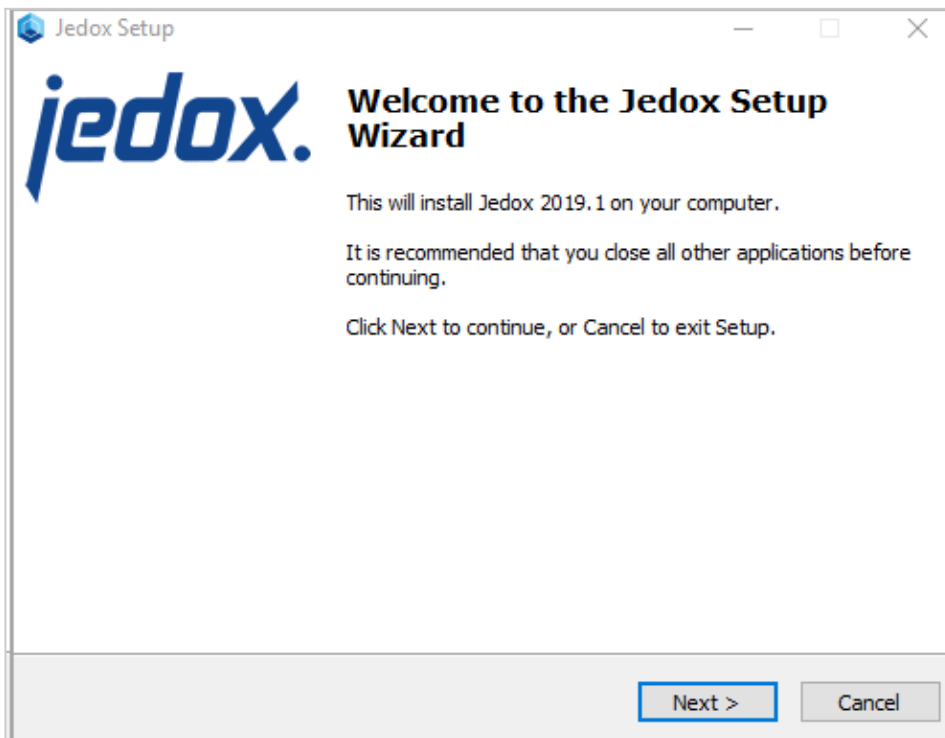 Jedox Setup
jedox.
Welcome to the Jedox Setup
Wizard
This will install Jedox 2019.1 on your computer.
It is recommended that you close all other applications before
continuing.
Click Next to continue, or Cancel to exit Setup.
Next >
Cancel